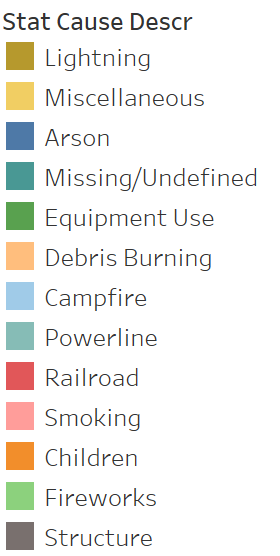 Stat Cause Descr
Lightning
Miscellaneous
Arson
Missing/Undefined
Equipment Use
Debris Burning
Campfire
Powerline
Railroad
Smoking
Children
Fireworks
Structure